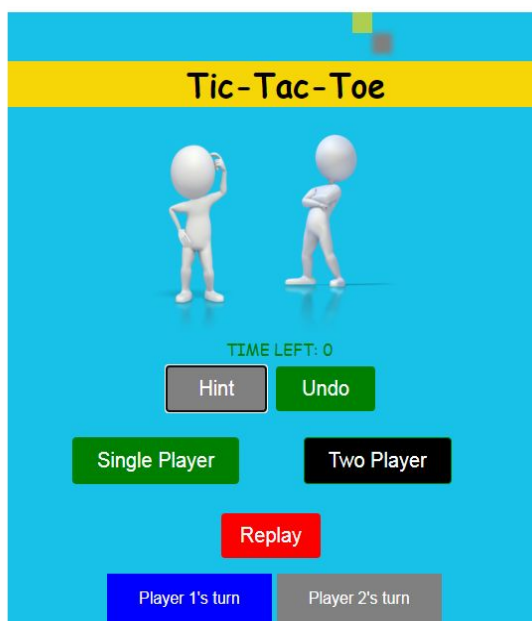 Tic-Tac-Toe
TIME LEFT: 0
Hint Undo
Single Player Two Player
Replay
Player 1's turn Player 2's turn